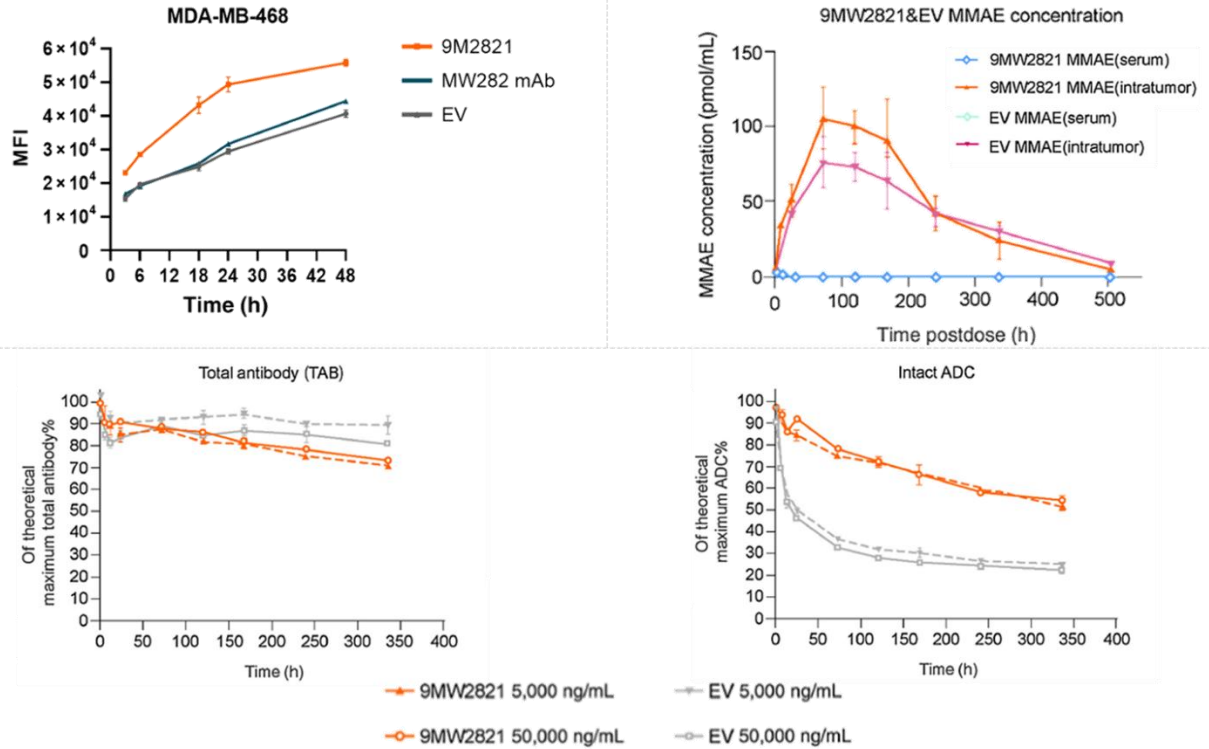 MDA-MB-468
MFI
6 × 10⁴
5 × 10⁴
4 × 10⁴
3 × 10⁴
2 × 10⁴
1 × 10⁴
0
0 6 12 18 24 30 36 42 48
Time (h)
9M2821
MW282 mAb
EV
9MW2821&EV MMAE concentration
MMAE concentration (pmol/mL)
150
100
50
0
0 100 200 300 400 500
Time postdose (h)
9MW2821 MMAE(serum)
9MW2821 MMAE(intratumor)
EV MMAE(serum)
EV MMAE(intratumor)
Total antibody (TAB)
Of theoretical
maximum total antibody%
100
90
80
70
60
50
40
30
20
10
0
0 50 100 150 200 250 300 350 400
Time (h)
Intact ADC
Of theoretical
maximum ADC%
100
90
80
70
60
50
40
30
20
10
0
0 50 100 150 200 250 300 350 400
Time (h)
9MW2821 5,000 ng/mL
EV 5,000 ng/mL
9MW2821 50,000 ng/mL
EV 50,000 ng/mL